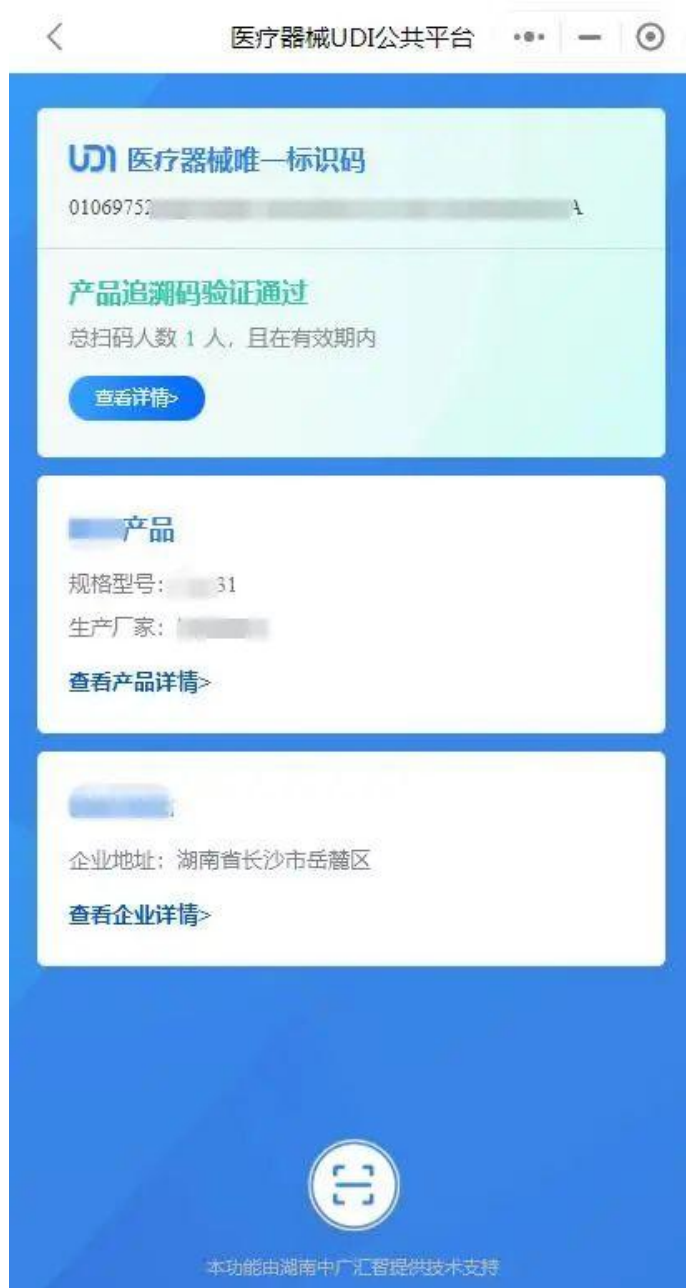 医疗器械UDI公共平台
UDI 医疗器械唯一标识码
0106975
产品追溯码验证通过
总扫码人数 1 人，且在有效期内
查看详情>
产品
规格型号： 31
生产厂家：
查看产品详情>
企业地址：湖南省长沙市岳麓区
查看企业详情>
本功能由湖南中广汇智提供技术支持